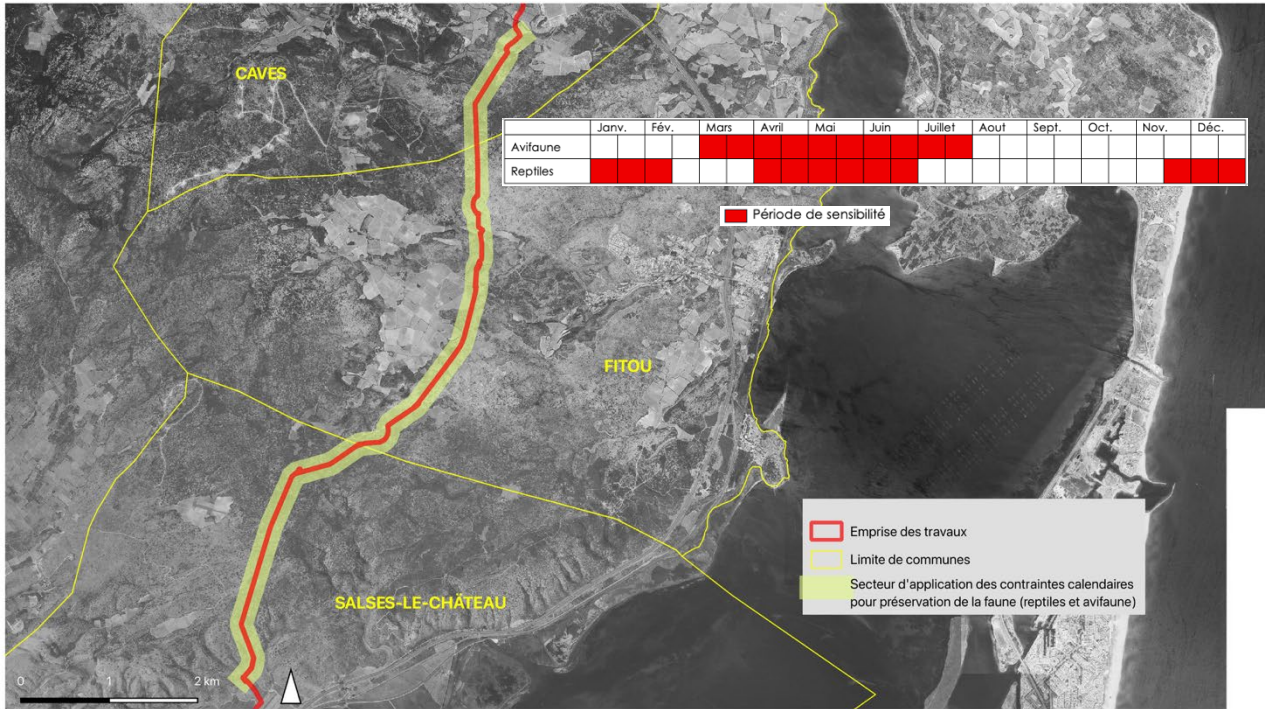 CAVES
Janv. Fév. Mars Avril Mai Juin Juillet Aout Sept. Oct. Nov. Déc.
Avifaune
Reptiles
Période de sensibilité
FITOU
Emprise des travaux
Limite de communes
Secteur d'application des contraintes calendaires
pour préservation de la faune (reptiles et avifaune)
SALSES-LE-CHÂTEAU
0 1 2 km